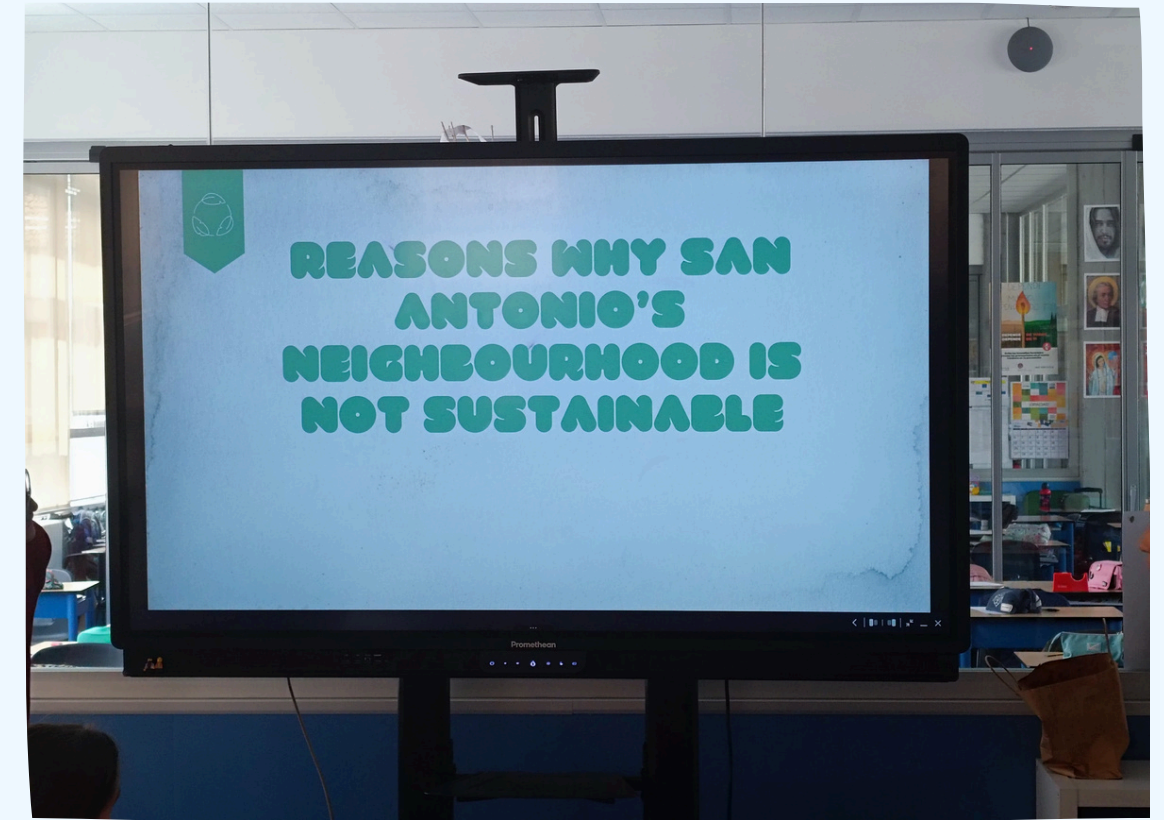 REASONS WHY SAN
ANTONIO'S
NEIGHBOURHOOD IS
NOT SUSTAINABLE
Promethean